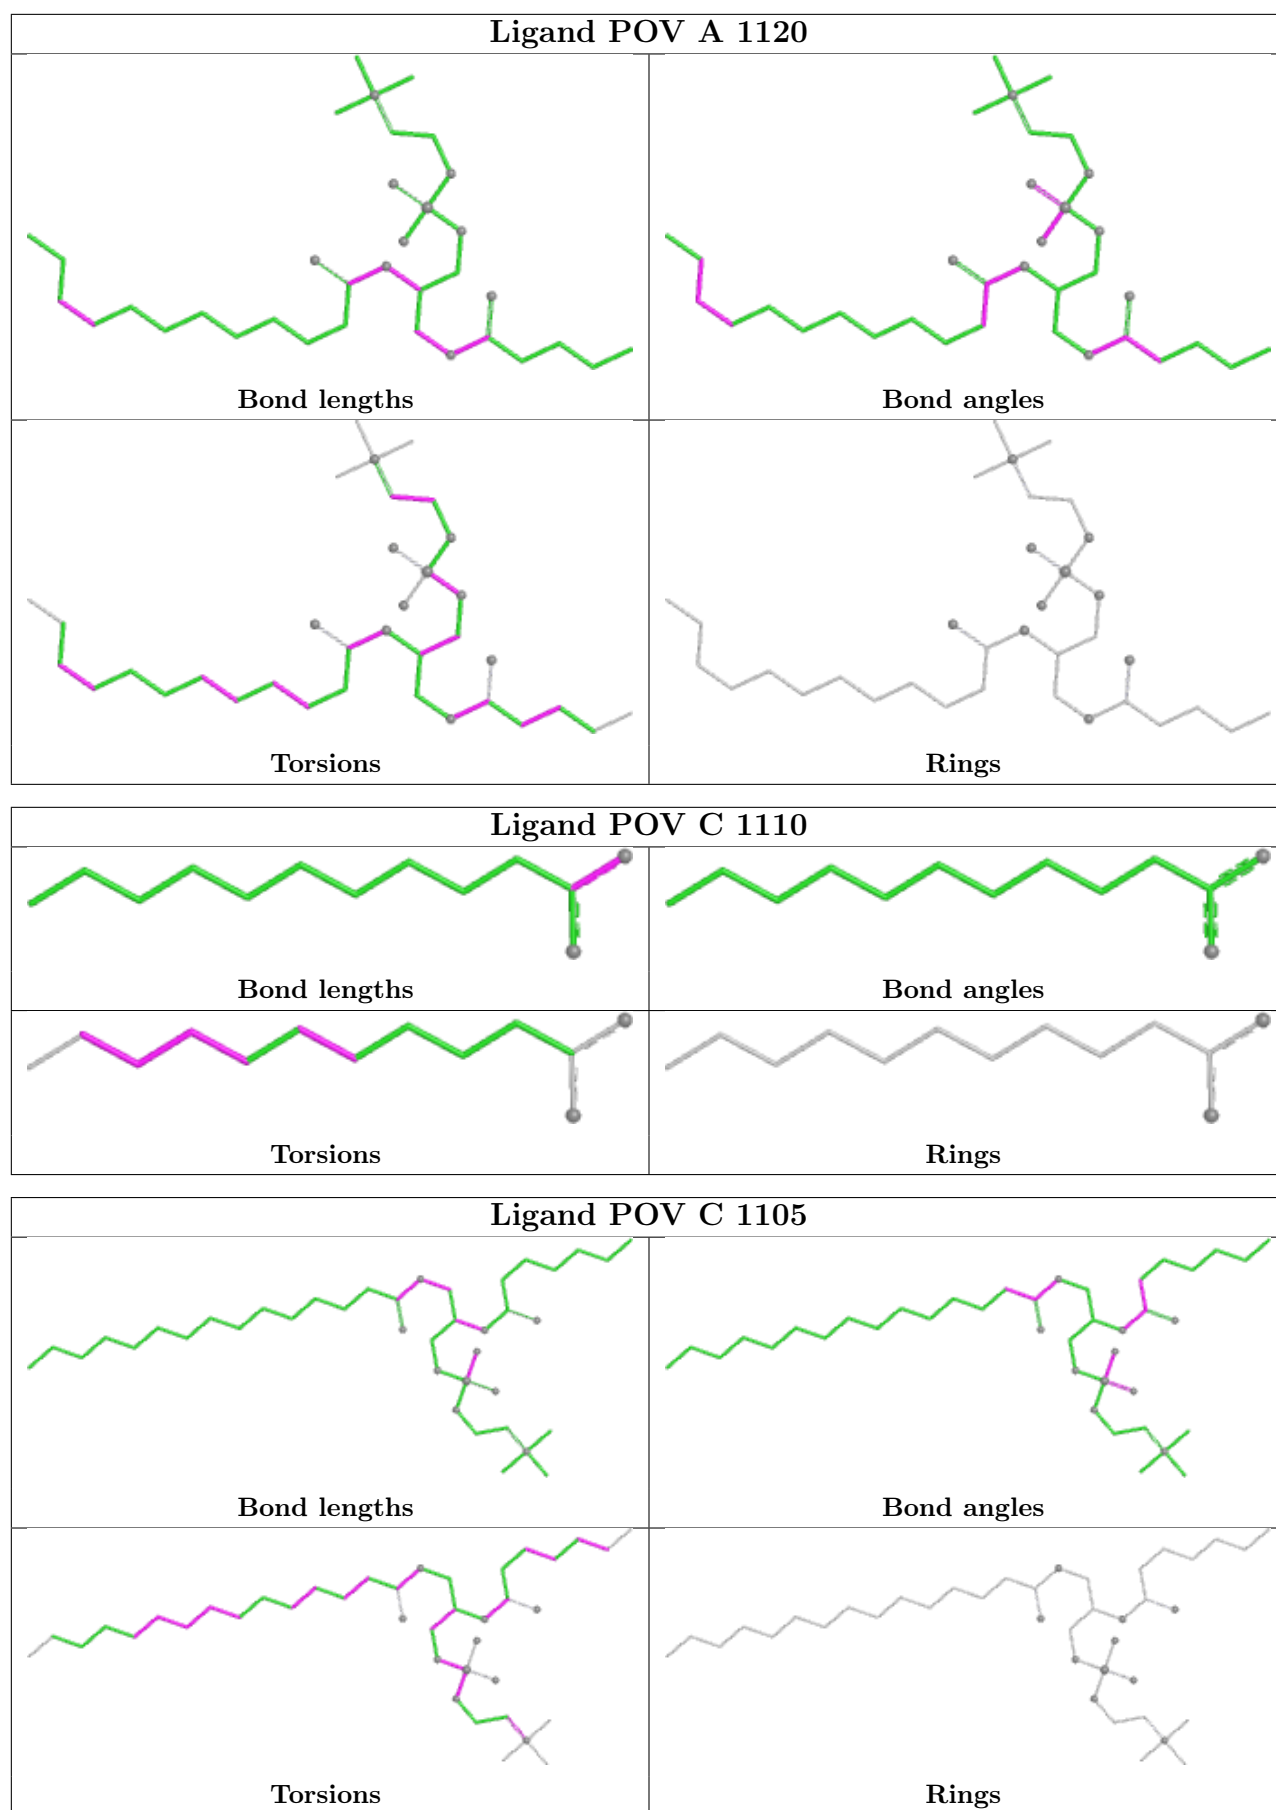 Ligand POV A 1120
Bond lengths
Bond angles
Torsions
Rings
Ligand POV C 1110
Bond lengths
Bond angles
Torsions
Rings
Ligand POV C 1105
Bond lengths
Bond angles
Torsions
Rings